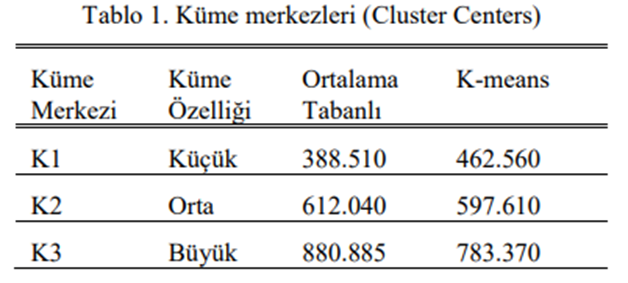 Tablo 1. Küme merkezleri (Cluster Centers)
Küme Küme Ortalama K-means
Merkezi Özelliği Tabanlı
K1 Küçük 388.510 462.560
K2 Orta 612.040 597.610
K3 Büyük 880.885 783.370